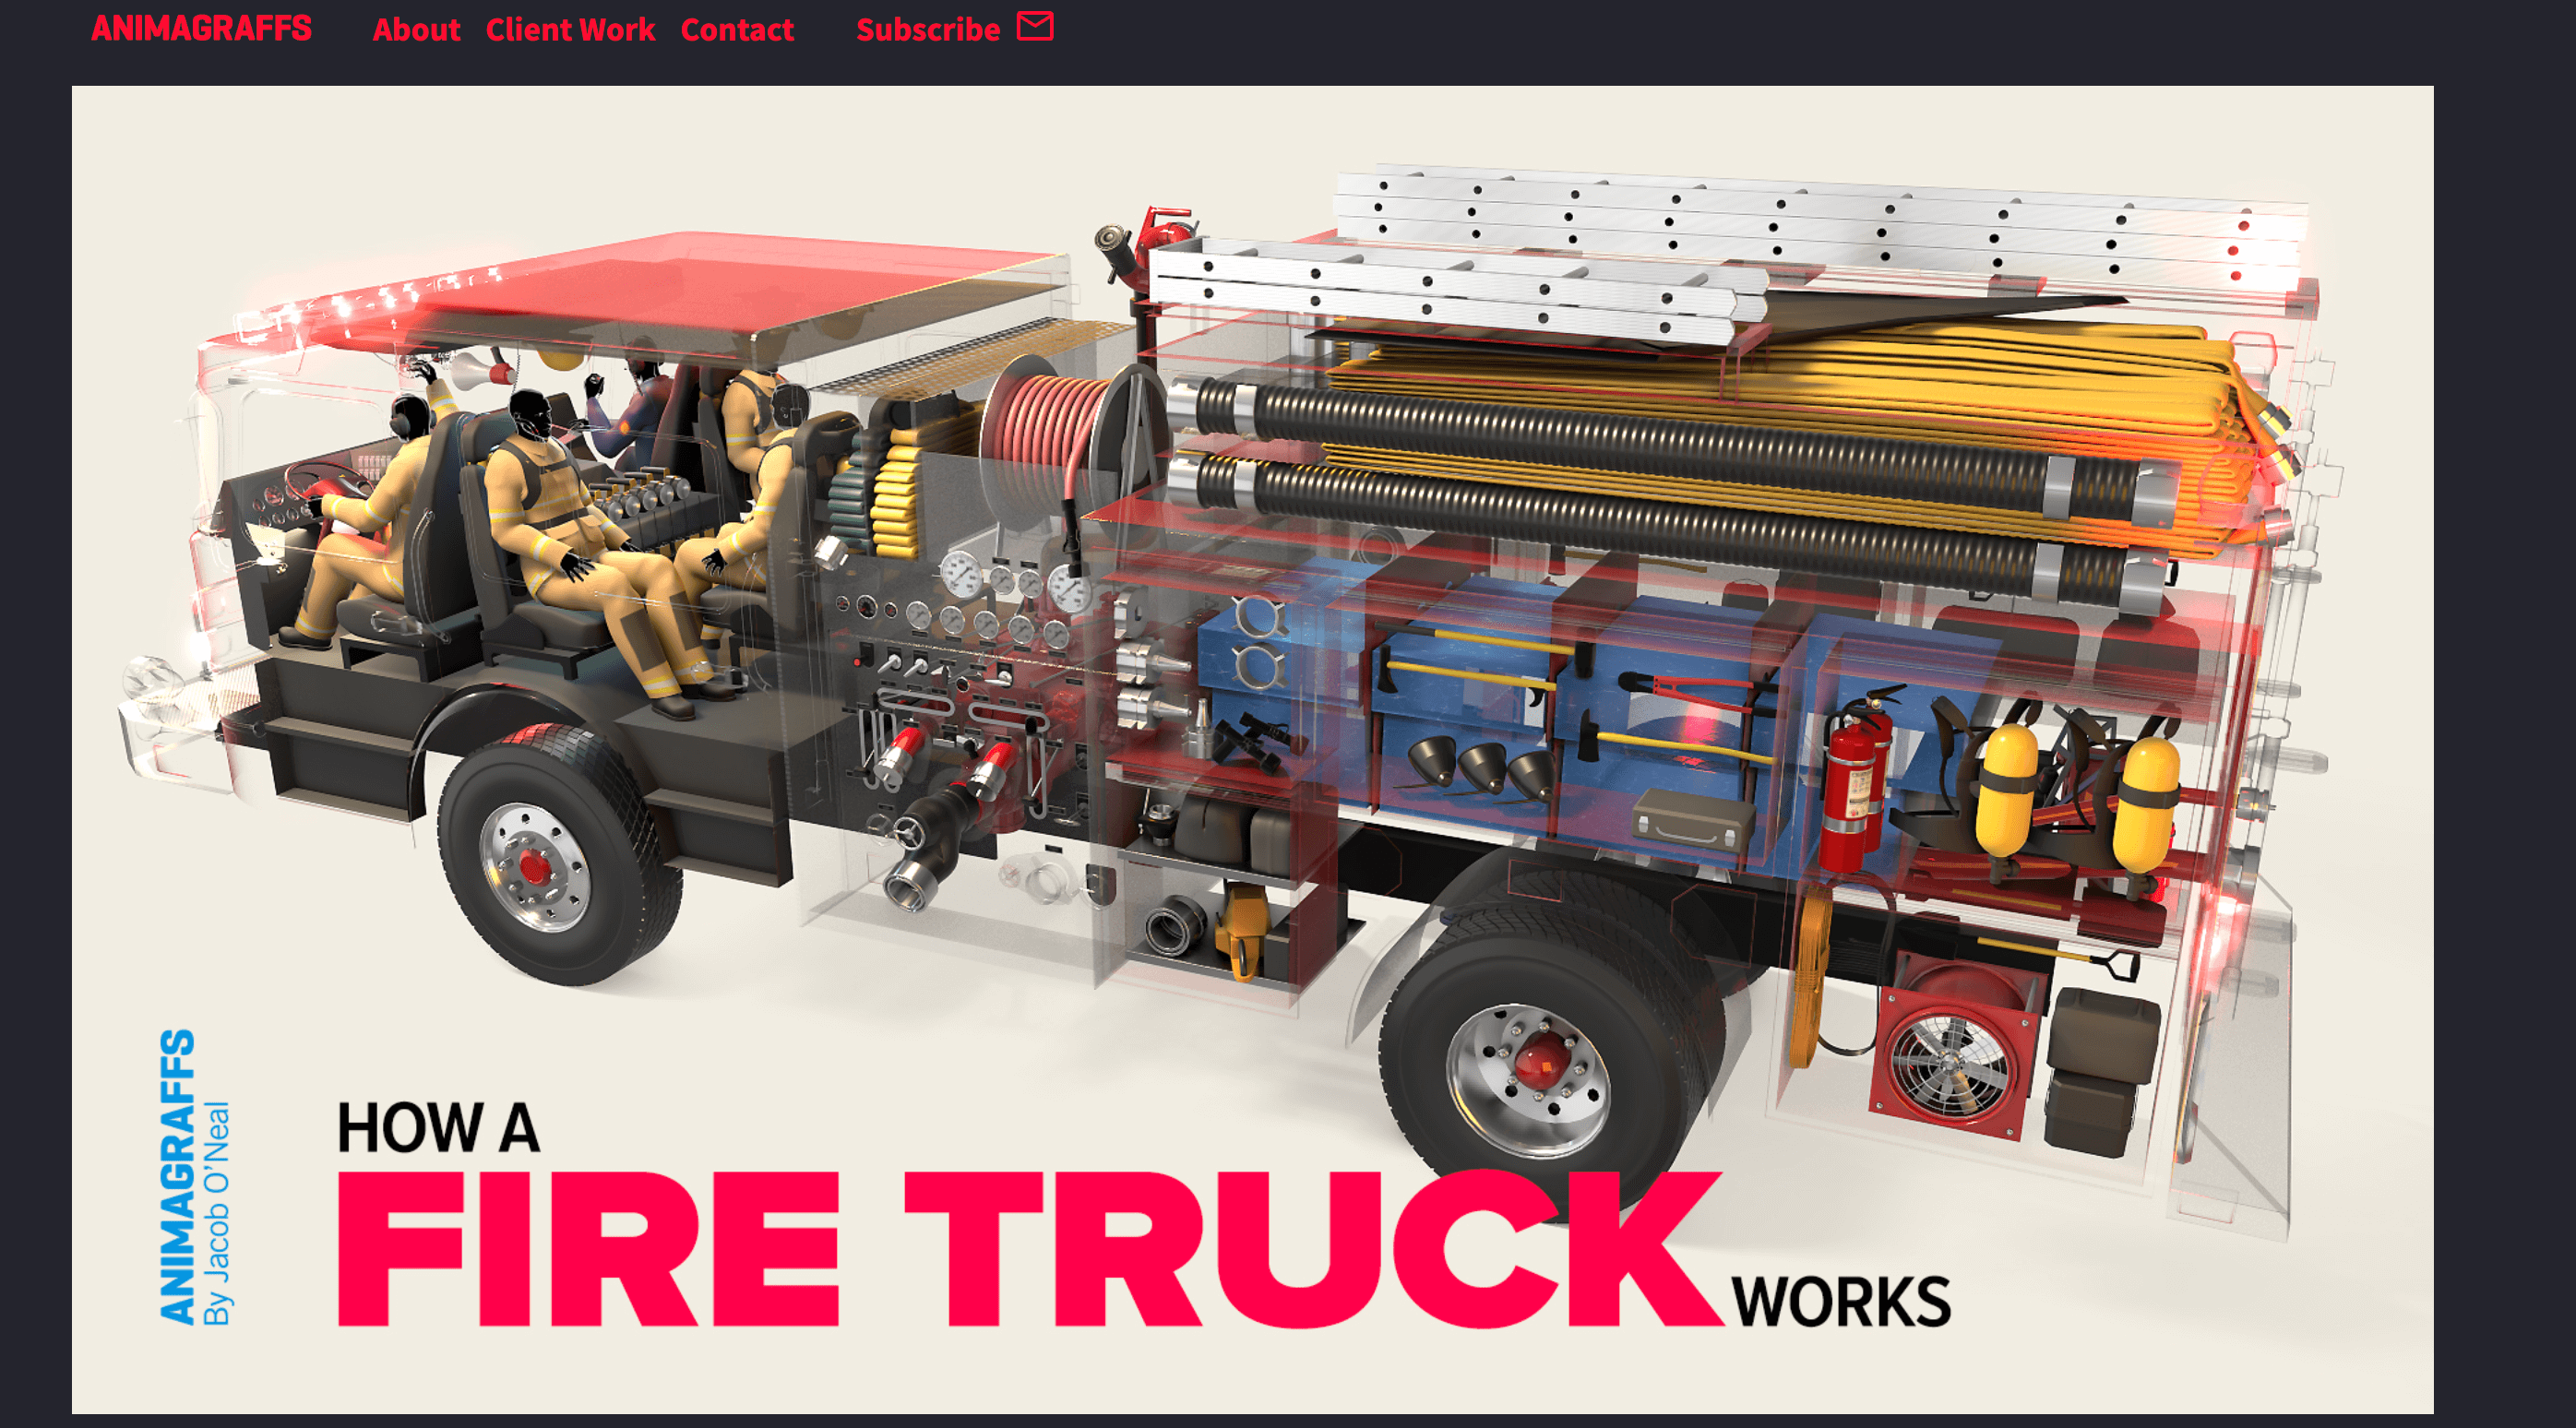 ANIMAGRAFFS About Client Work Contact Subscribe
ANIMAGRAFFS
By Jacob O'Neal
HOW A
FIRE TRUCK
WORKS